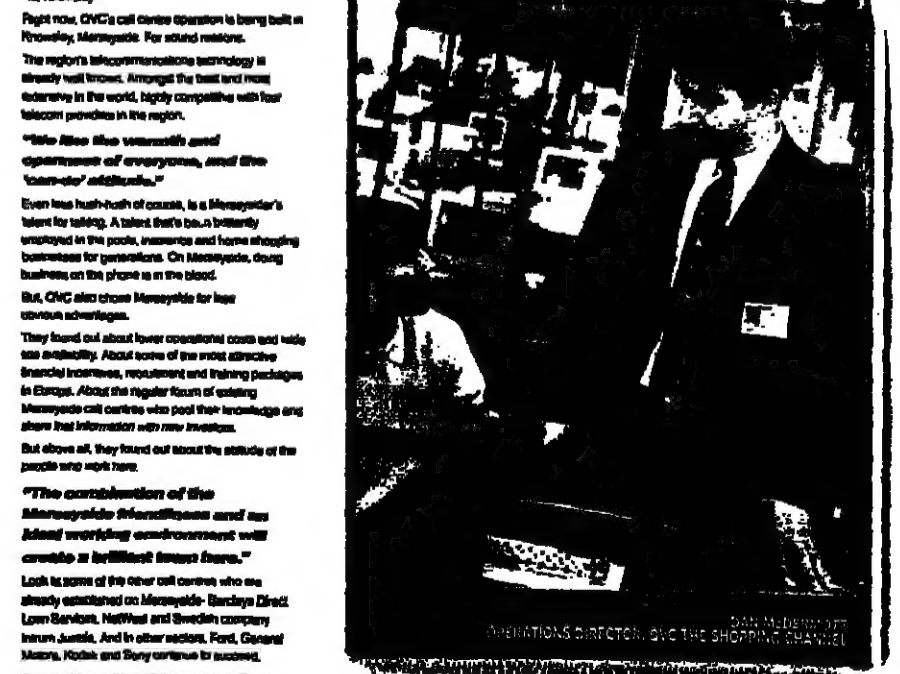 Right now, QVC's call centre operation is being built in
Knowsley, Merseyside. For sound reasons.
The region's telecommunications technology is
already well known. Amongst the best and most
extensive in the world, highly competitive with four
telecom providers in the region.
"We like the warmth and
openness of everyone, and the
'can-do' attitude."
Even less hush-hush of course, is a Merseysider's
talent for talking. A talent that's been brilliantly
employed in the pools, insurance and home shopping
businesses for generations. On Merseyside, doing
business on the phone is in the blood.
But, QVC also chose Merseyside for less
obvious advantages.
They found out about lower operational costs and wide
site availability. About some of the most attractive
financial incentives, recruitment and training packages
in Europe. About the regular forum of existing
Merseyside call centres who pool their knowledge and
share that information with new investors.
But above all, they found out about the attitude of the
people who work here.
"The combination of the
Merseyside friendliness and an
ideal working environment will
create a brilliant team here."
Look at some of the other call centres who are
already established on Merseyside- Barclays Direct
Loan Services, NatWest and Swedish company
Intrum Justitia. And in other sectors, Ford, General
Motors, Kodak and Sony continue to succeed.
DAN McDERMOTT
OPERATIONS DIRECTOR, QVC THE SHOPPING CHANNEL